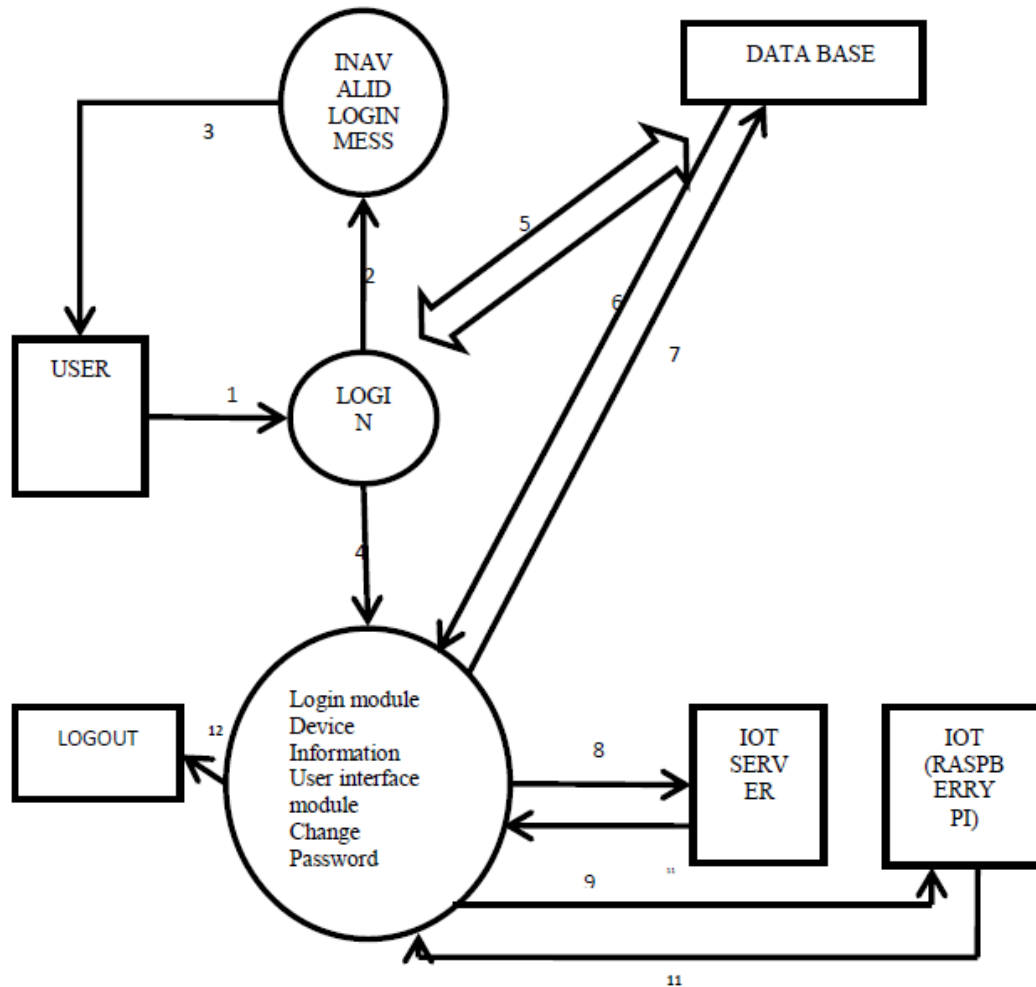 INAV
ALID
LOGIN
MESS
DATA BASE
3
5
2
6
7
USER
1
LOGI
N
4
Login module
Device
Information
User interface
module
Change
Password
LOGOUT
12
8
IOT
SERV
ER
IOT
(RASPB
ERRY
PI)
11
9
11